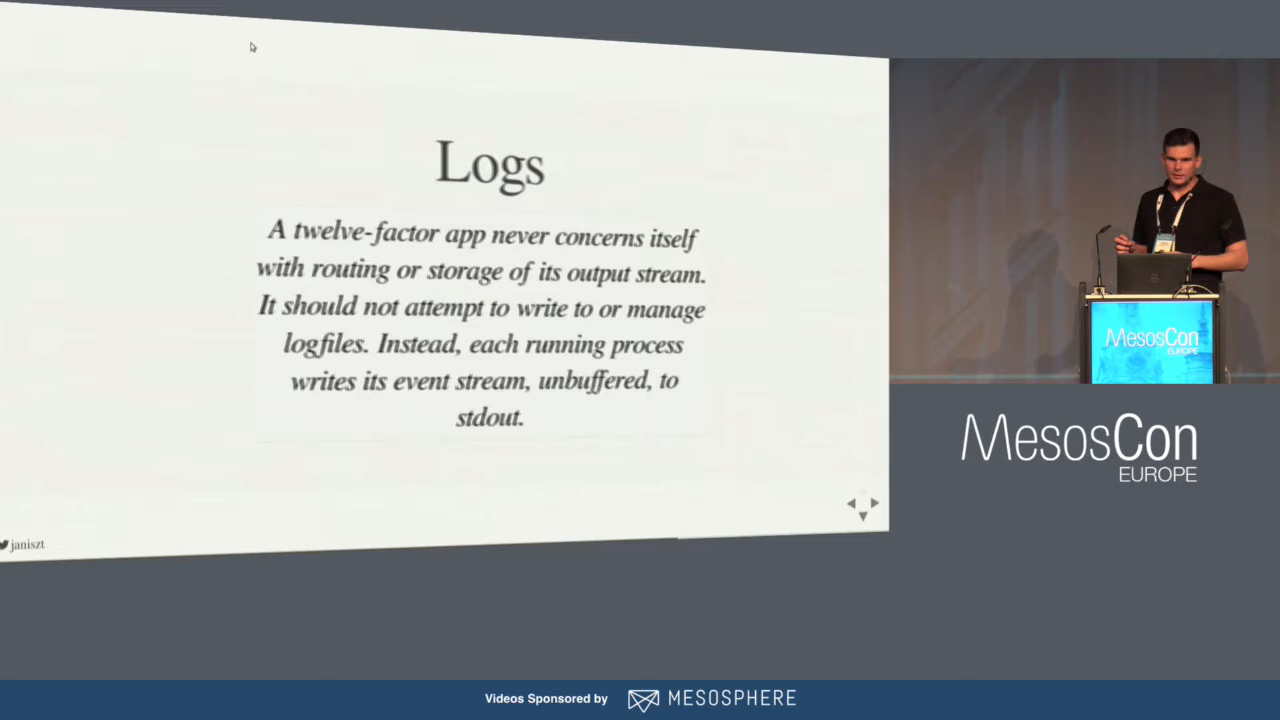 Logs
A twelve-factor app never concerns itself
with routing or storage of its output stream.
It should not attempt to write to or manage
logfiles. Instead, each running process
writes its event stream, unbuffered, to
stdout.
janiszt
MesosCon
EUROPE
MesosCon
EUROPE
Videos Sponsored by MESOSPHERE